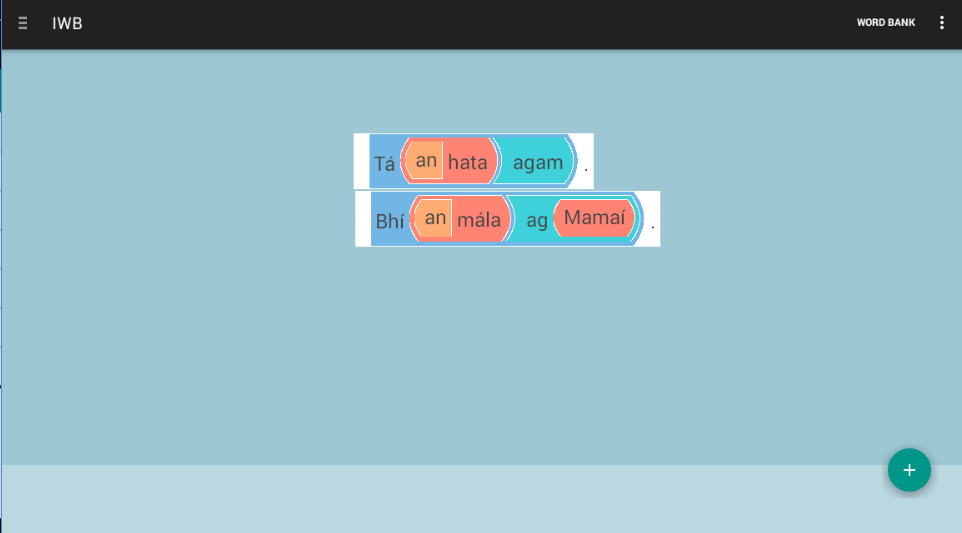 IWB WORD BANK
Tá an hata agam .
Bhí an mála ag Mamaí .
+